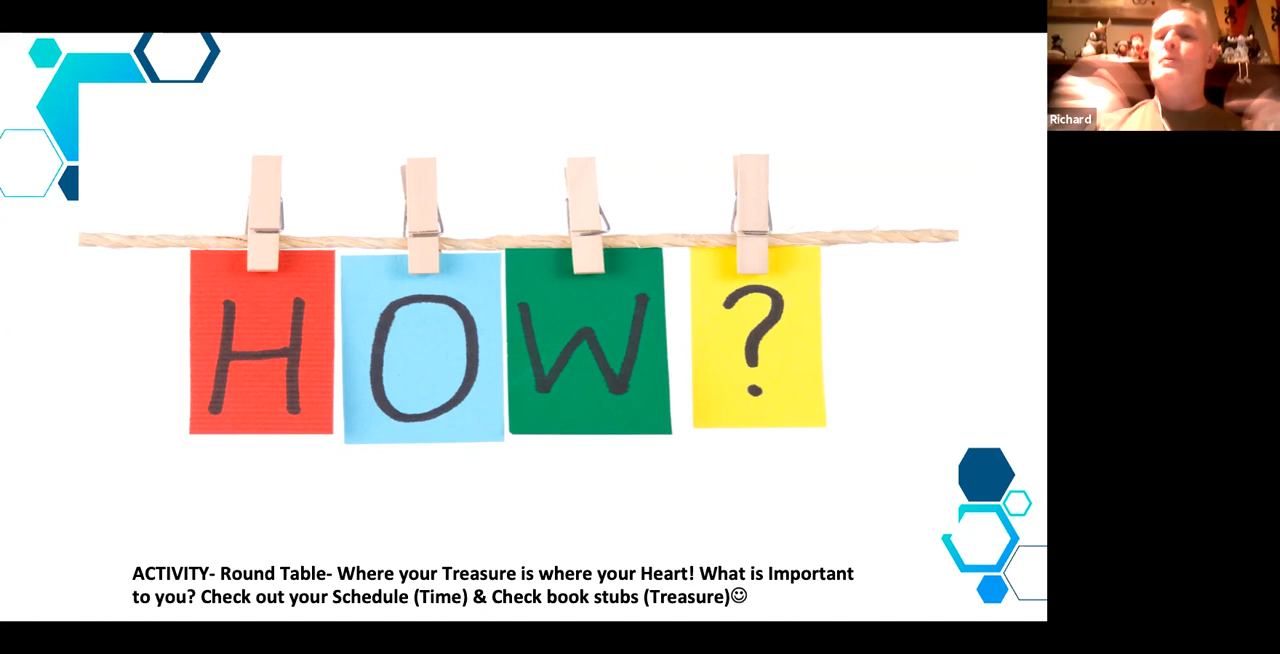 Richard
HOW?
ACTIVITY- Round Table- Where your Treasure is where your Heart! What is Important
to you? Check out your Schedule (Time) & Check book stubs (Treasure)☺